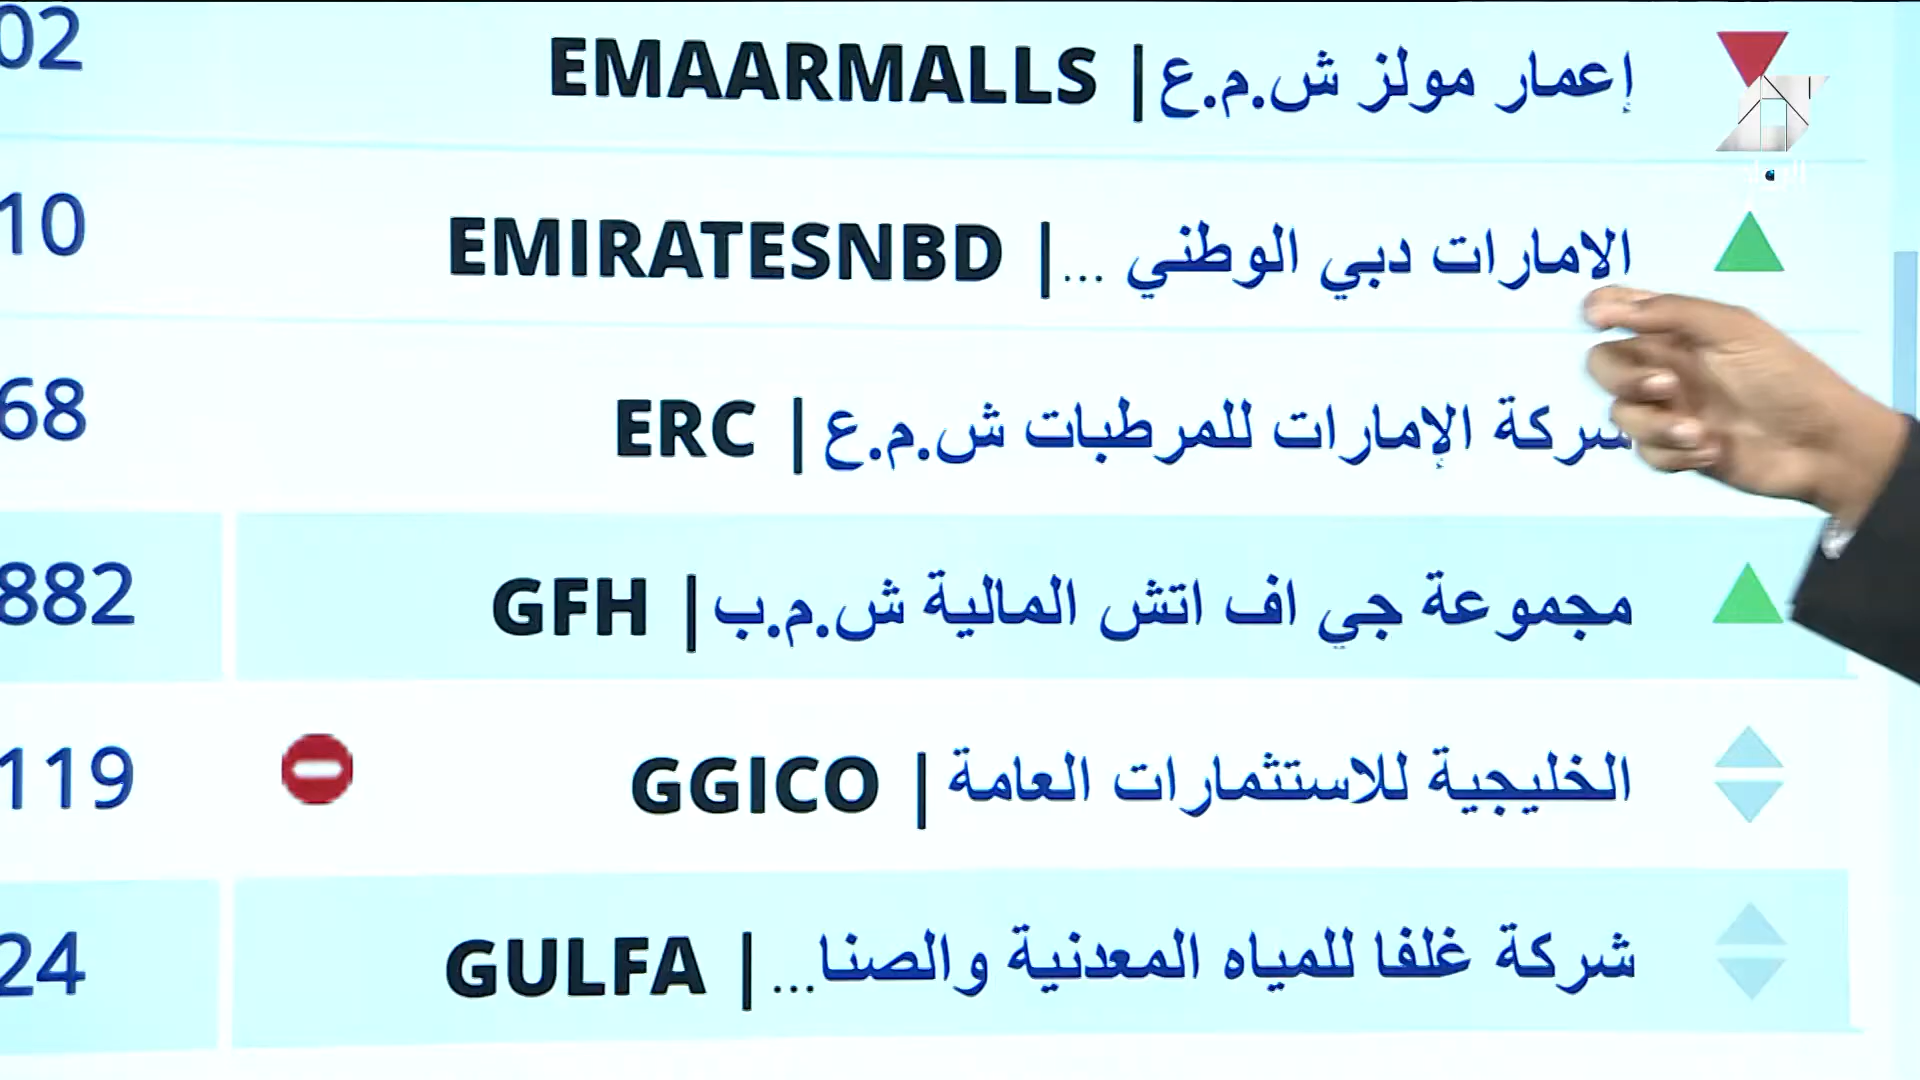 إعمار مولز ش.م.ع | EMAARMALLS 02
الامارات دبي الوطني ...| EMIRATESNBD 10
شركة الإمارات للمرطبات ش.م.ع | ERC 68
مجموعة جي اف اتش المالية ش.م.ب | GFH 882
الخليجية للاستثمارات العامة | GGICO 119
شركة غلفا للمياه المعدنية والصنا... | GULFA 24